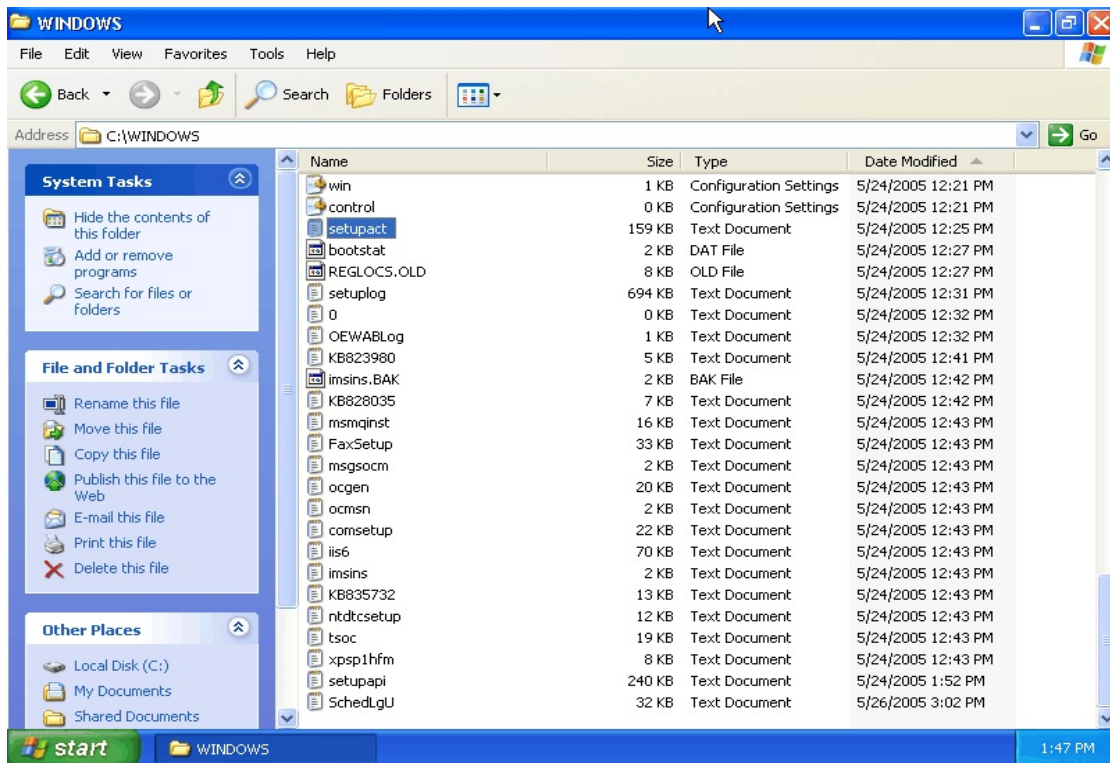 WINDOWS
File Edit View Favorites Tools Help
Back Search Folders
Address C:\WINDOWS Go
System Tasks
Hide the contents of
this folder
Add or remove
programs
Search for files or
folders
File and Folder Tasks
Rename this file
Move this file
Copy this file
Publish this file to the
Web
E-mail this file
Print this file
Delete this file
Other Places
Local Disk (C:)
My Documents
Shared Documents
Name Size Type Date Modified
win 1 KB Configuration Settings 5/24/2005 12:21 PM
control 0 KB Configuration Settings 5/24/2005 12:21 PM
setupact 159 KB Text Document 5/24/2005 12:25 PM
bootstat 2 KB DAT File 5/24/2005 12:27 PM
REGLOCS.OLD 8 KB OLD File 5/24/2005 12:27 PM
setuplog 694 KB Text Document 5/24/2005 12:31 PM
0 0 KB Text Document 5/24/2005 12:32 PM
OEWABLog 1 KB Text Document 5/24/2005 12:32 PM
KB823980 5 KB Text Document 5/24/2005 12:41 PM
imsins.BAK 2 KB BAK File 5/24/2005 12:42 PM
KB828035 7 KB Text Document 5/24/2005 12:42 PM
msmqinst 16 KB Text Document 5/24/2005 12:43 PM
FaxSetup 33 KB Text Document 5/24/2005 12:43 PM
msgsocm 2 KB Text Document 5/24/2005 12:43 PM
ocgen 20 KB Text Document 5/24/2005 12:43 PM
ocmsn 2 KB Text Document 5/24/2005 12:43 PM
comsetup 22 KB Text Document 5/24/2005 12:43 PM
iis6 70 KB Text Document 5/24/2005 12:43 PM
imsins 2 KB Text Document 5/24/2005 12:43 PM
KB835732 13 KB Text Document 5/24/2005 12:43 PM
ntdtcsetup 12 KB Text Document 5/24/2005 12:43 PM
tsoc 19 KB Text Document 5/24/2005 12:43 PM
xpsp1hfm 8 KB Text Document 5/24/2005 12:43 PM
setupapi 240 KB Text Document 5/24/2005 1:52 PM
SchedLgU 32 KB Text Document 5/26/2005 3:02 PM
start WINDOWS 1:47 PM